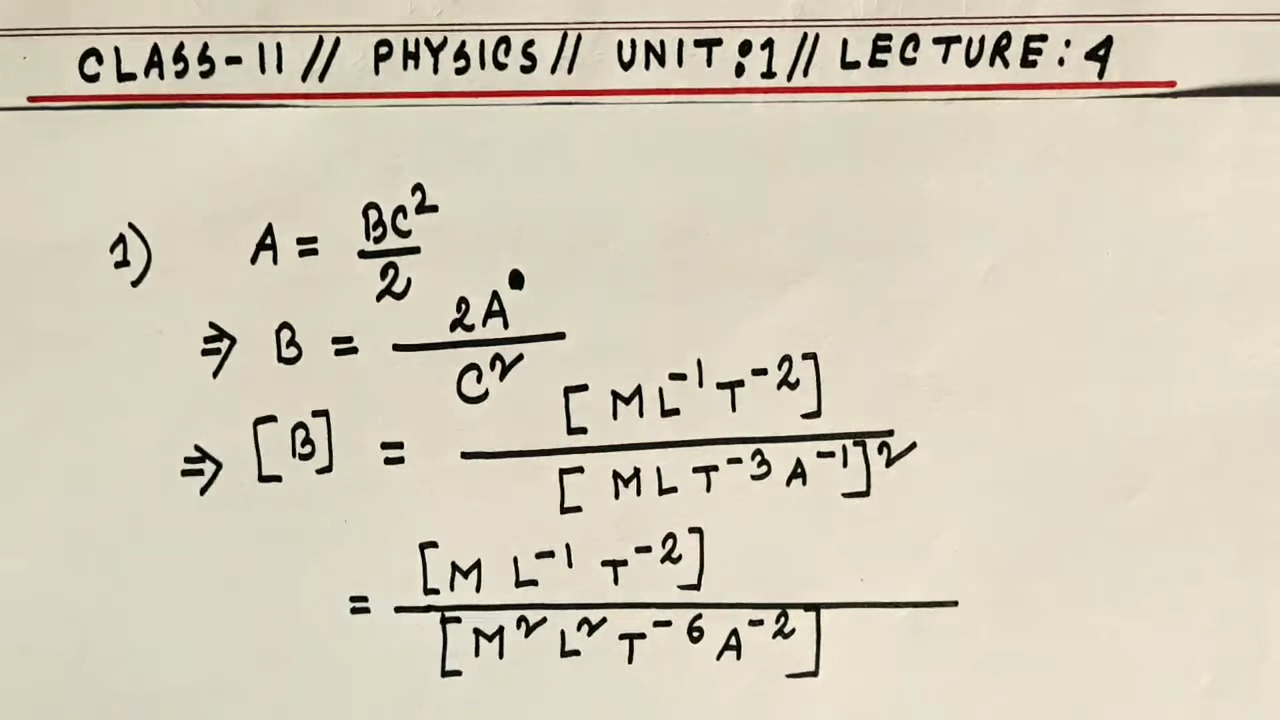 CLASS-11 // PHYSICS // UNIT:1 // LECTURE: 4
1) A = BC²/2
⇒ B = 2A/C²
⇒ [B] = [ML⁻¹T⁻²]/[MLT⁻³A⁻¹]²
= [ML⁻¹T⁻²]/[M²L²T⁻⁶A⁻²]